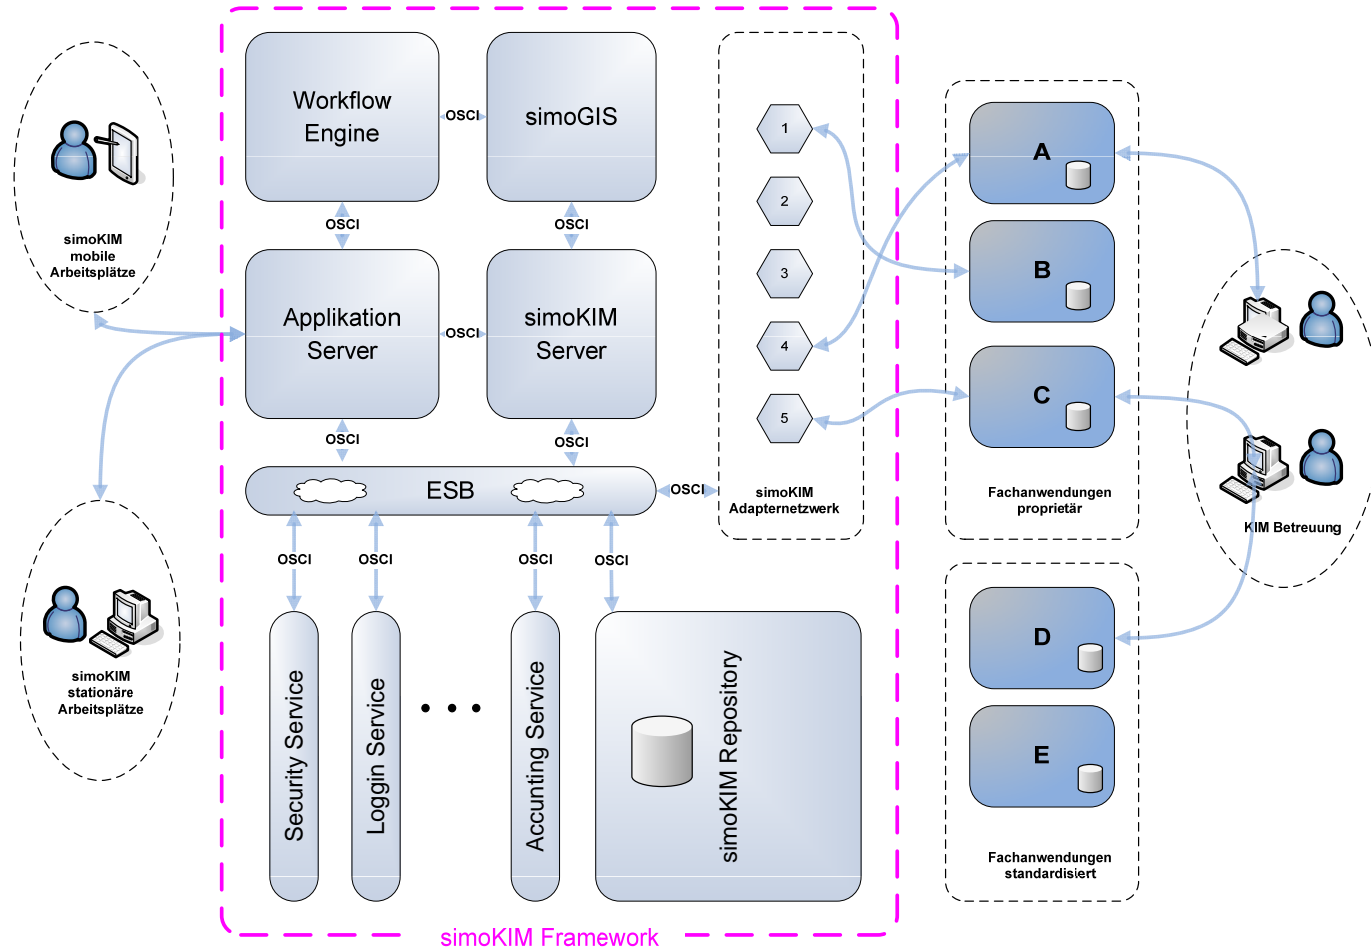 Workflow
Engine
OSCI
simoGIS
simoKIM
mobile
Arbeitsplätze
OSCI
OSCI
Applikation
Server
OSCI
simoKIM
Server
OSCI
OSCI
ESB
OSCI
OSCI
OSCI
OSCI
OSCI
Security Service
Loggin Service
• • •
Accunting Service
simoKIM Repository
simoKIM Framework
simoKIM
stationäre
Arbeitsplätze
1
2
3
4
5
simoKIM
Adapternetzwerk
A
B
C
Fachanwendungen
proprietär
D
E
Fachanwendungen
standardisiert
KIM Betreuung